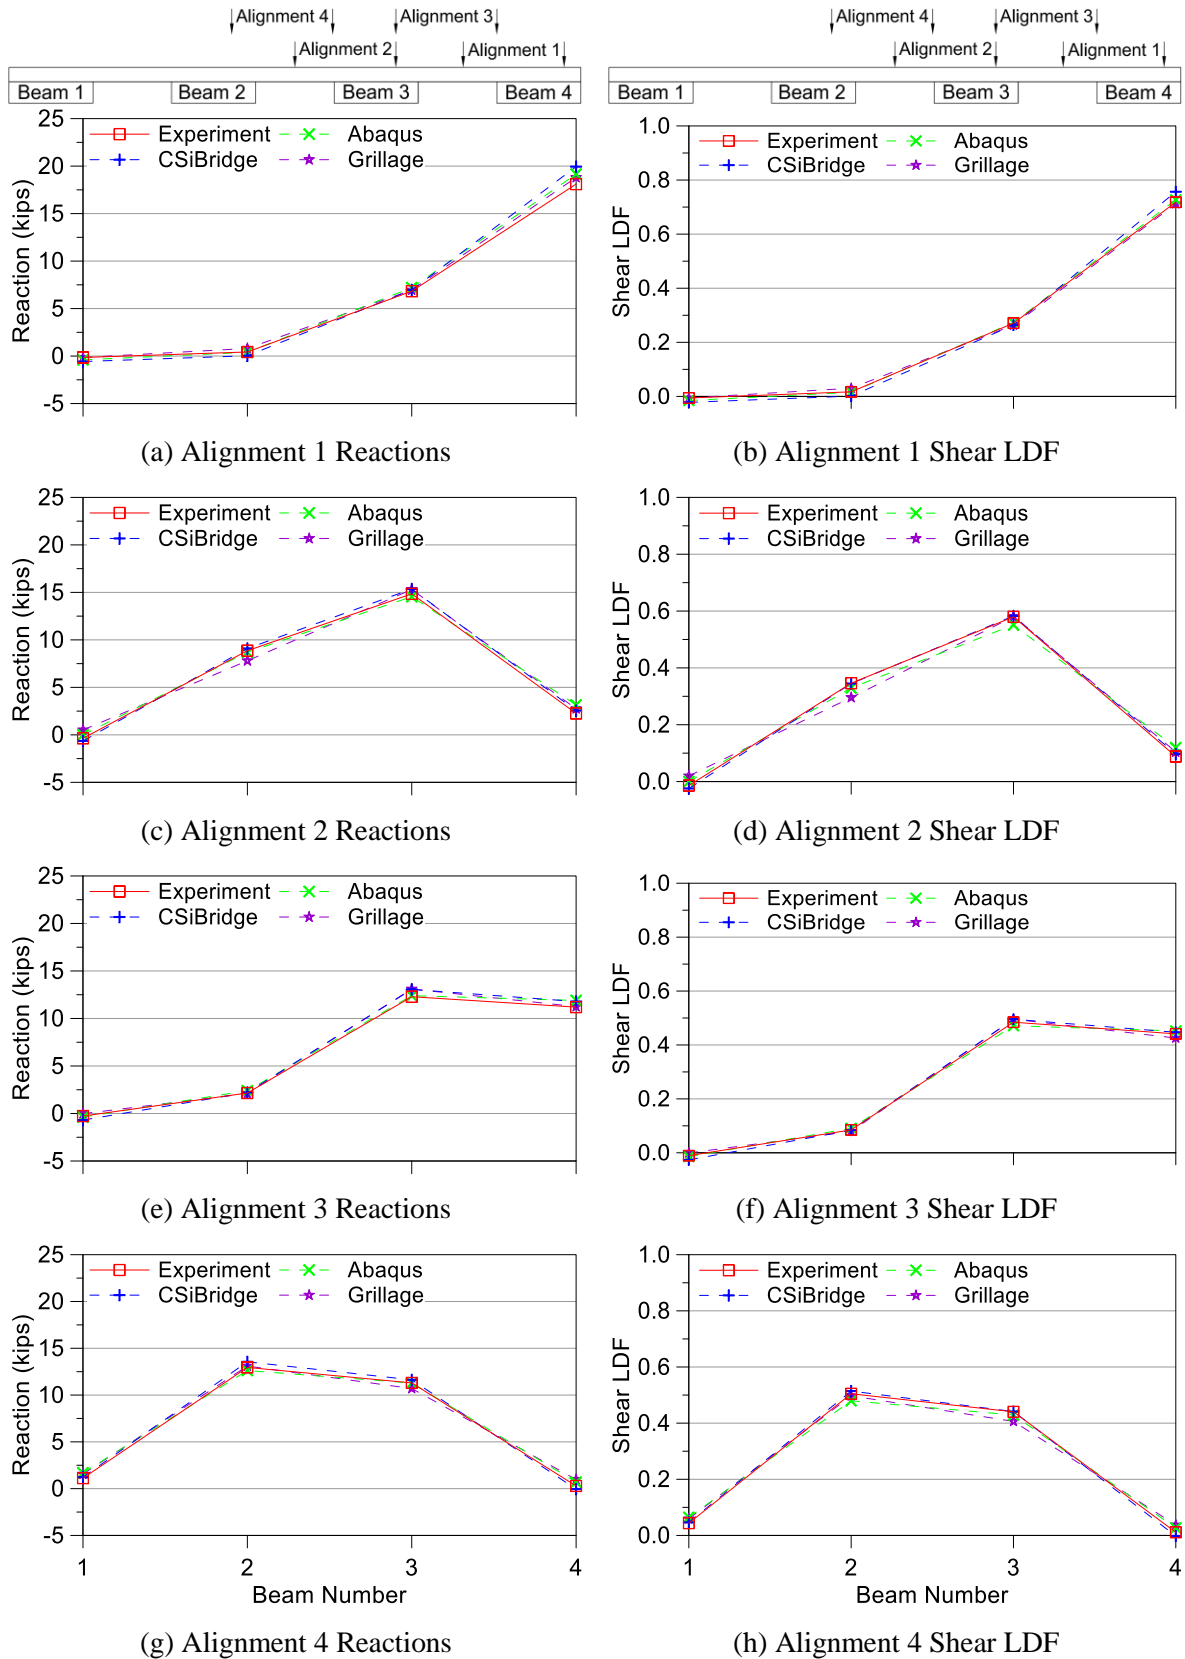 Alignment 4 Alignment 3 Alignment 4 Alignment 3
Alignment 2 Alignment 1 Alignment 2 Alignment 1
Beam 1 Beam 2 Beam 3 Beam 4 Beam 1 Beam 2 Beam 3 Beam 4
Reaction (kips)
25
20
15
10
5
0
-5
Experiment Abaqus
CSiBridge Grillage
Shear LDF
1.0
0.8
0.6
0.4
0.2
0.0
Experiment Abaqus
CSiBridge Grillage
(a) Alignment 1 Reactions
(b) Alignment 1 Shear LDF
Reaction (kips)
25
20
15
10
5
0
-5
Experiment Abaqus
CSiBridge Grillage
Shear LDF
1.0
0.8
0.6
0.4
0.2
0.0
Experiment Abaqus
CSiBridge Grillage
(c) Alignment 2 Reactions
(d) Alignment 2 Shear LDF
Reaction (kips)
25
20
15
10
5
0
-5
Experiment Abaqus
CSiBridge Grillage
Shear LDF
1.0
0.8
0.6
0.4
0.2
0.0
Experiment Abaqus
CSiBridge Grillage
(e) Alignment 3 Reactions
(f) Alignment 3 Shear LDF
Reaction (kips)
25
20
15
10
5
0
-5
Experiment Abaqus
CSiBridge Grillage
1 2 3 4
Beam Number
Shear LDF
1.0
0.8
0.6
0.4
0.2
0.0
Experiment Abaqus
CSiBridge Grillage
1 2 3 4
Beam Number
(g) Alignment 4 Reactions
(h) Alignment 4 Shear LDF